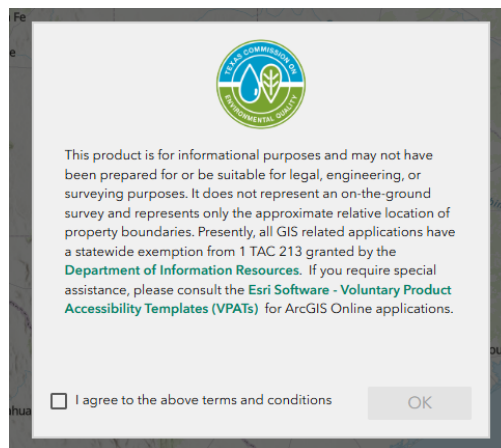 Fe
TEXAS COMMISSION ON
ENVIRONMENTAL QUALITY
This product is for informational purposes and may not have
been prepared for or be suitable for legal, engineering, or
surveying purposes. It does not represent an on-the-ground
survey and represents only the approximate relative location of
property boundaries. Presently, all GIS related applications have
a statewide exemption from 1 TAC 213 granted by the
Department of Information Resources. If you require special
assistance, please consult the Esri Software - Voluntary Product
Accessibility Templates (VPATs) for ArcGIS Online applications.
I agree to the above terms and conditions
OK